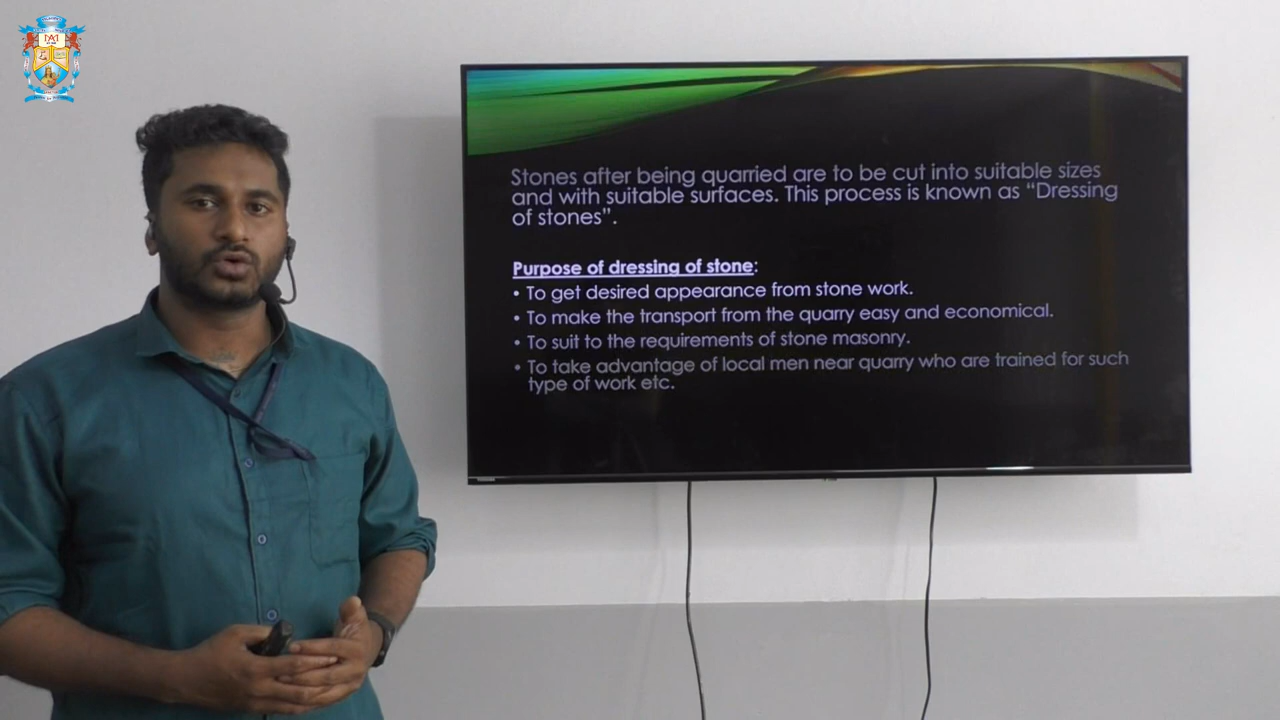 Stones after being quarried are to be cut into suitable sizes
and with suitable surfaces. This process is known as “Dressing
of stones”.
Purpose of dressing of stone:
• To get desired appearance from stone work.
• To make the transport from the quarry easy and economical.
• To suit to the requirements of stone masonry.
• To take advantage of local men near quarry who are trained for such
type of work etc.